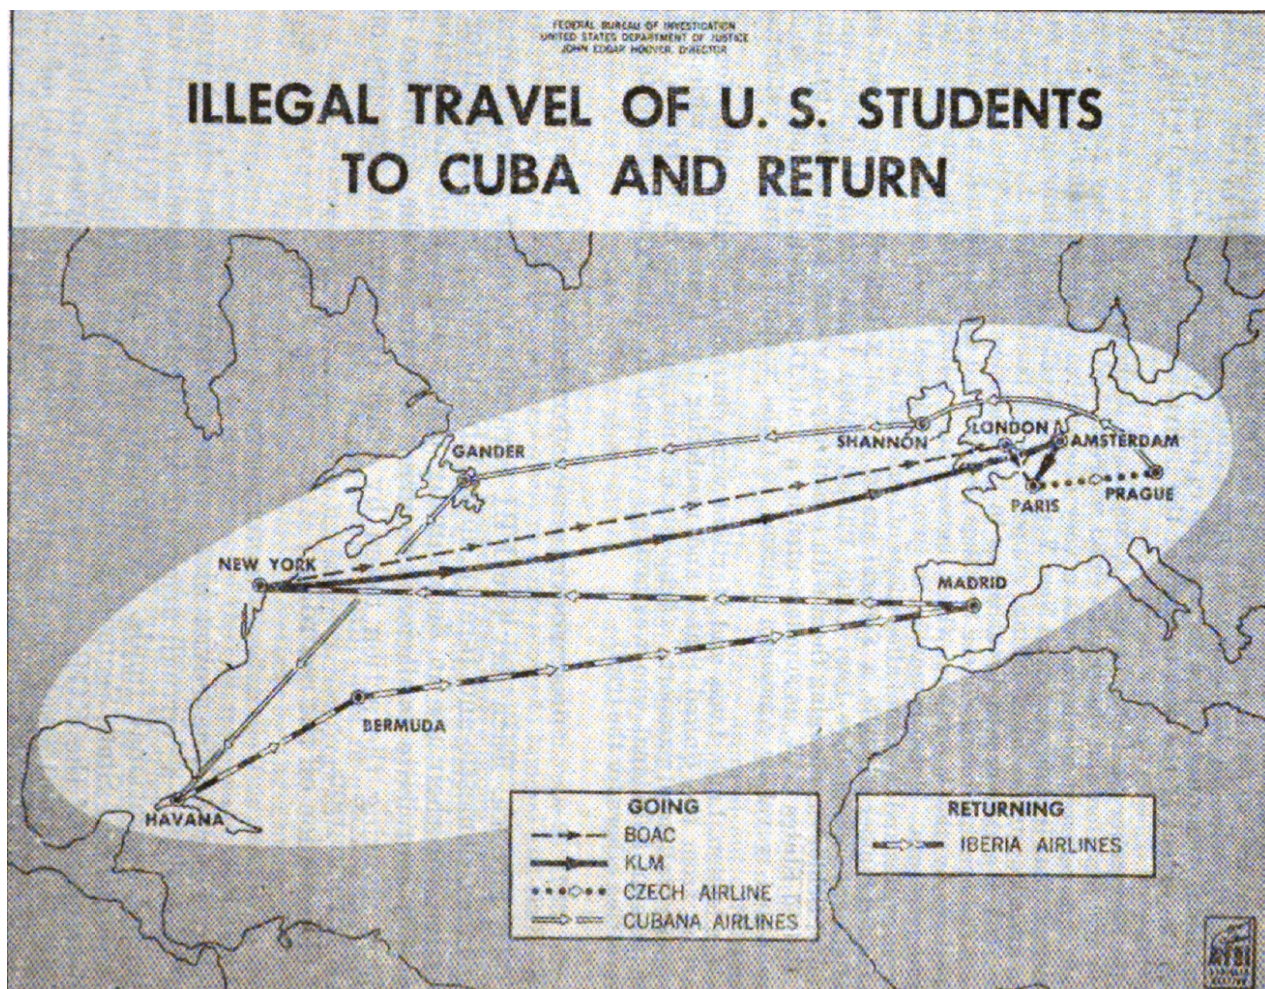 FEDERAL BUREAU OF INVESTIGATION
UNITED STATES DEPARTMENT OF JUSTICE
JOHN EDGAR HOOVER, DIRECTOR
ILLEGAL TRAVEL OF U. S. STUDENTS
TO CUBA AND RETURN
SHANNON
LONDON
AMSTERDAM
GANDER
PARIS
PRAGUE
NEW YORK
MADRID
BERMUDA
HAVANA
GOING
BOAC
KLM
CZECH AIRLINE
CUBANA AIRLINES
RETURNING
IBERIA AIRLINES
FBI